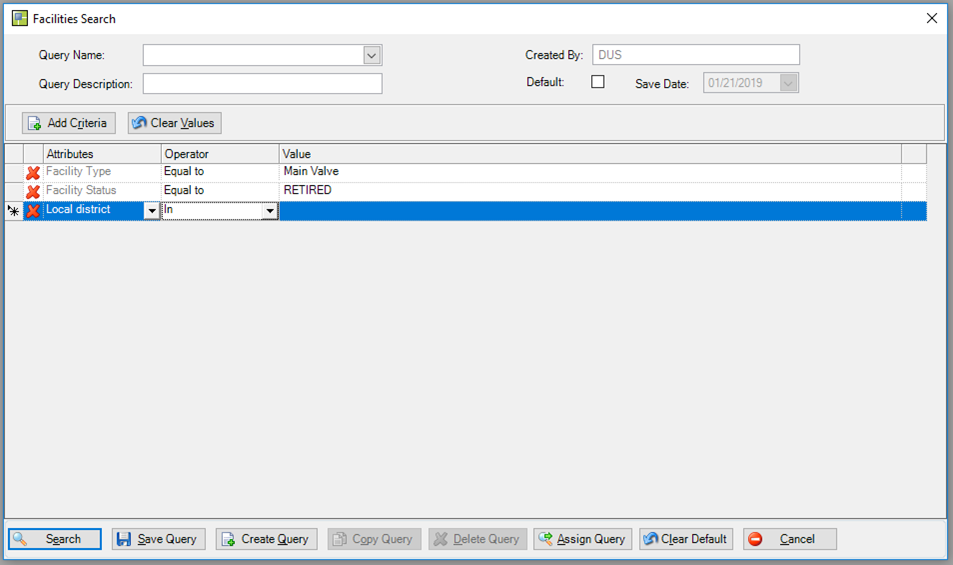 Facilities Search
Query Name:
Created By: DUS
Query Description:
Default:
Save Date: 01/21/2019
Add Criteria Clear Values
Attributes Operator Value
Facility Type Equal to Main Valve
Facility Status Equal to RETIRED
Local district In
Search Save Query Create Query Copy Query Delete Query Assign Query Clear Default Cancel